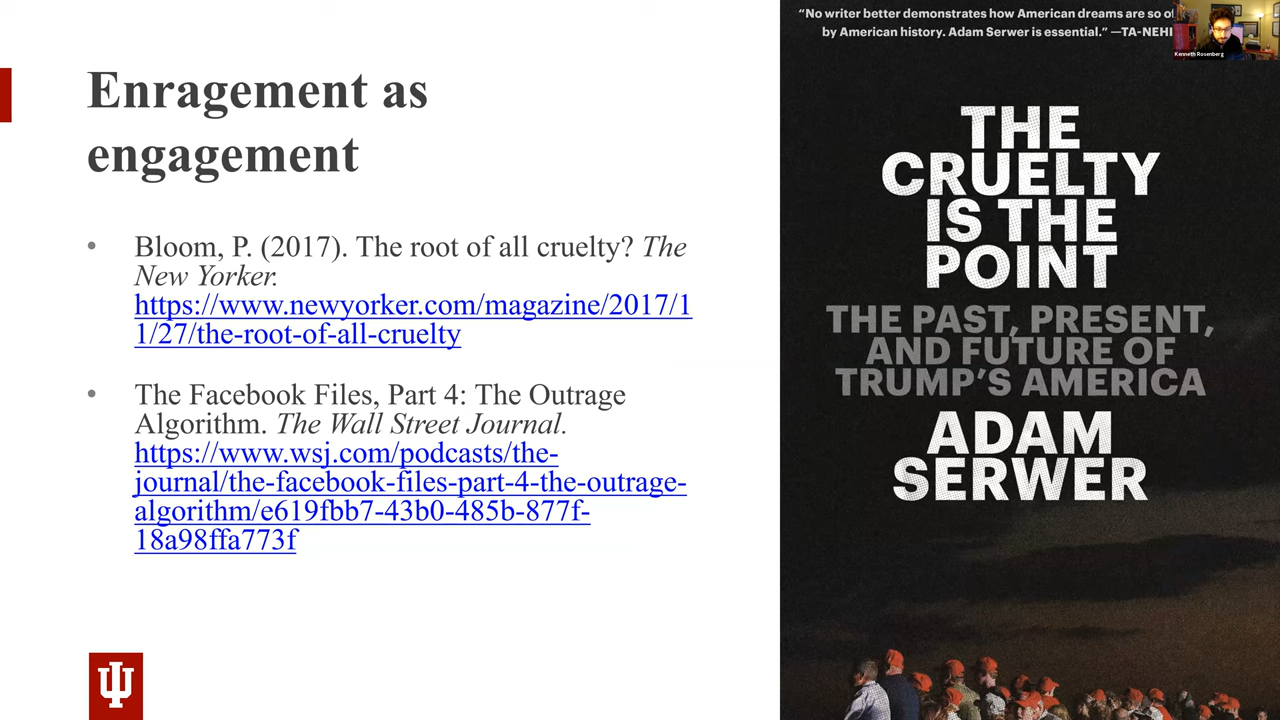 Enragement as
engagement
• Bloom, P. (2017). The root of all cruelty? The
New Yorker.
https://www.newyorker.com/magazine/2017/1
1/27/the-root-of-all-cruelty
• The Facebook Files, Part 4: The Outrage
Algorithm. The Wall Street Journal.
https://www.wsj.com/podcasts/the-
journal/the-facebook-files-part-4-the-outrage-
algorithm/e619fbb7-43b0-485b-877f-
18a98ffa773f
“No writer better demonstrates how American dreams are so
by American history. Adam Serwer is essential.” —TA-NEHI
Kenneth Rosenberg
THE
CRUELTY
IS THE
POINT
THE PAST, PRESENT,
AND FUTURE OF
TRUMP’S AMERICA
ADAM
SERWER